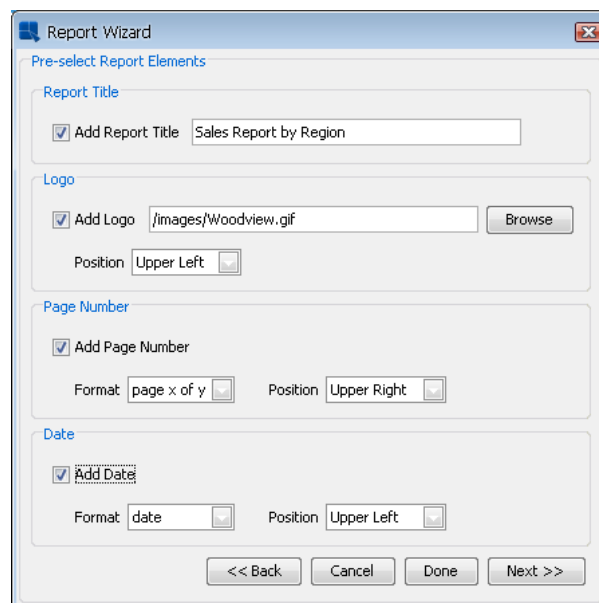 Report Wizard
Pre-select Report Elements
Report Title
Add Report Title Sales Report by Region
Logo
Add Logo /images/Woodview.gif Browse
Position Upper Left
Page Number
Add Page Number
Format page x of y Position Upper Right
Date
Add Date
Format date Position Upper Left
<< Back Cancel Done Next >>